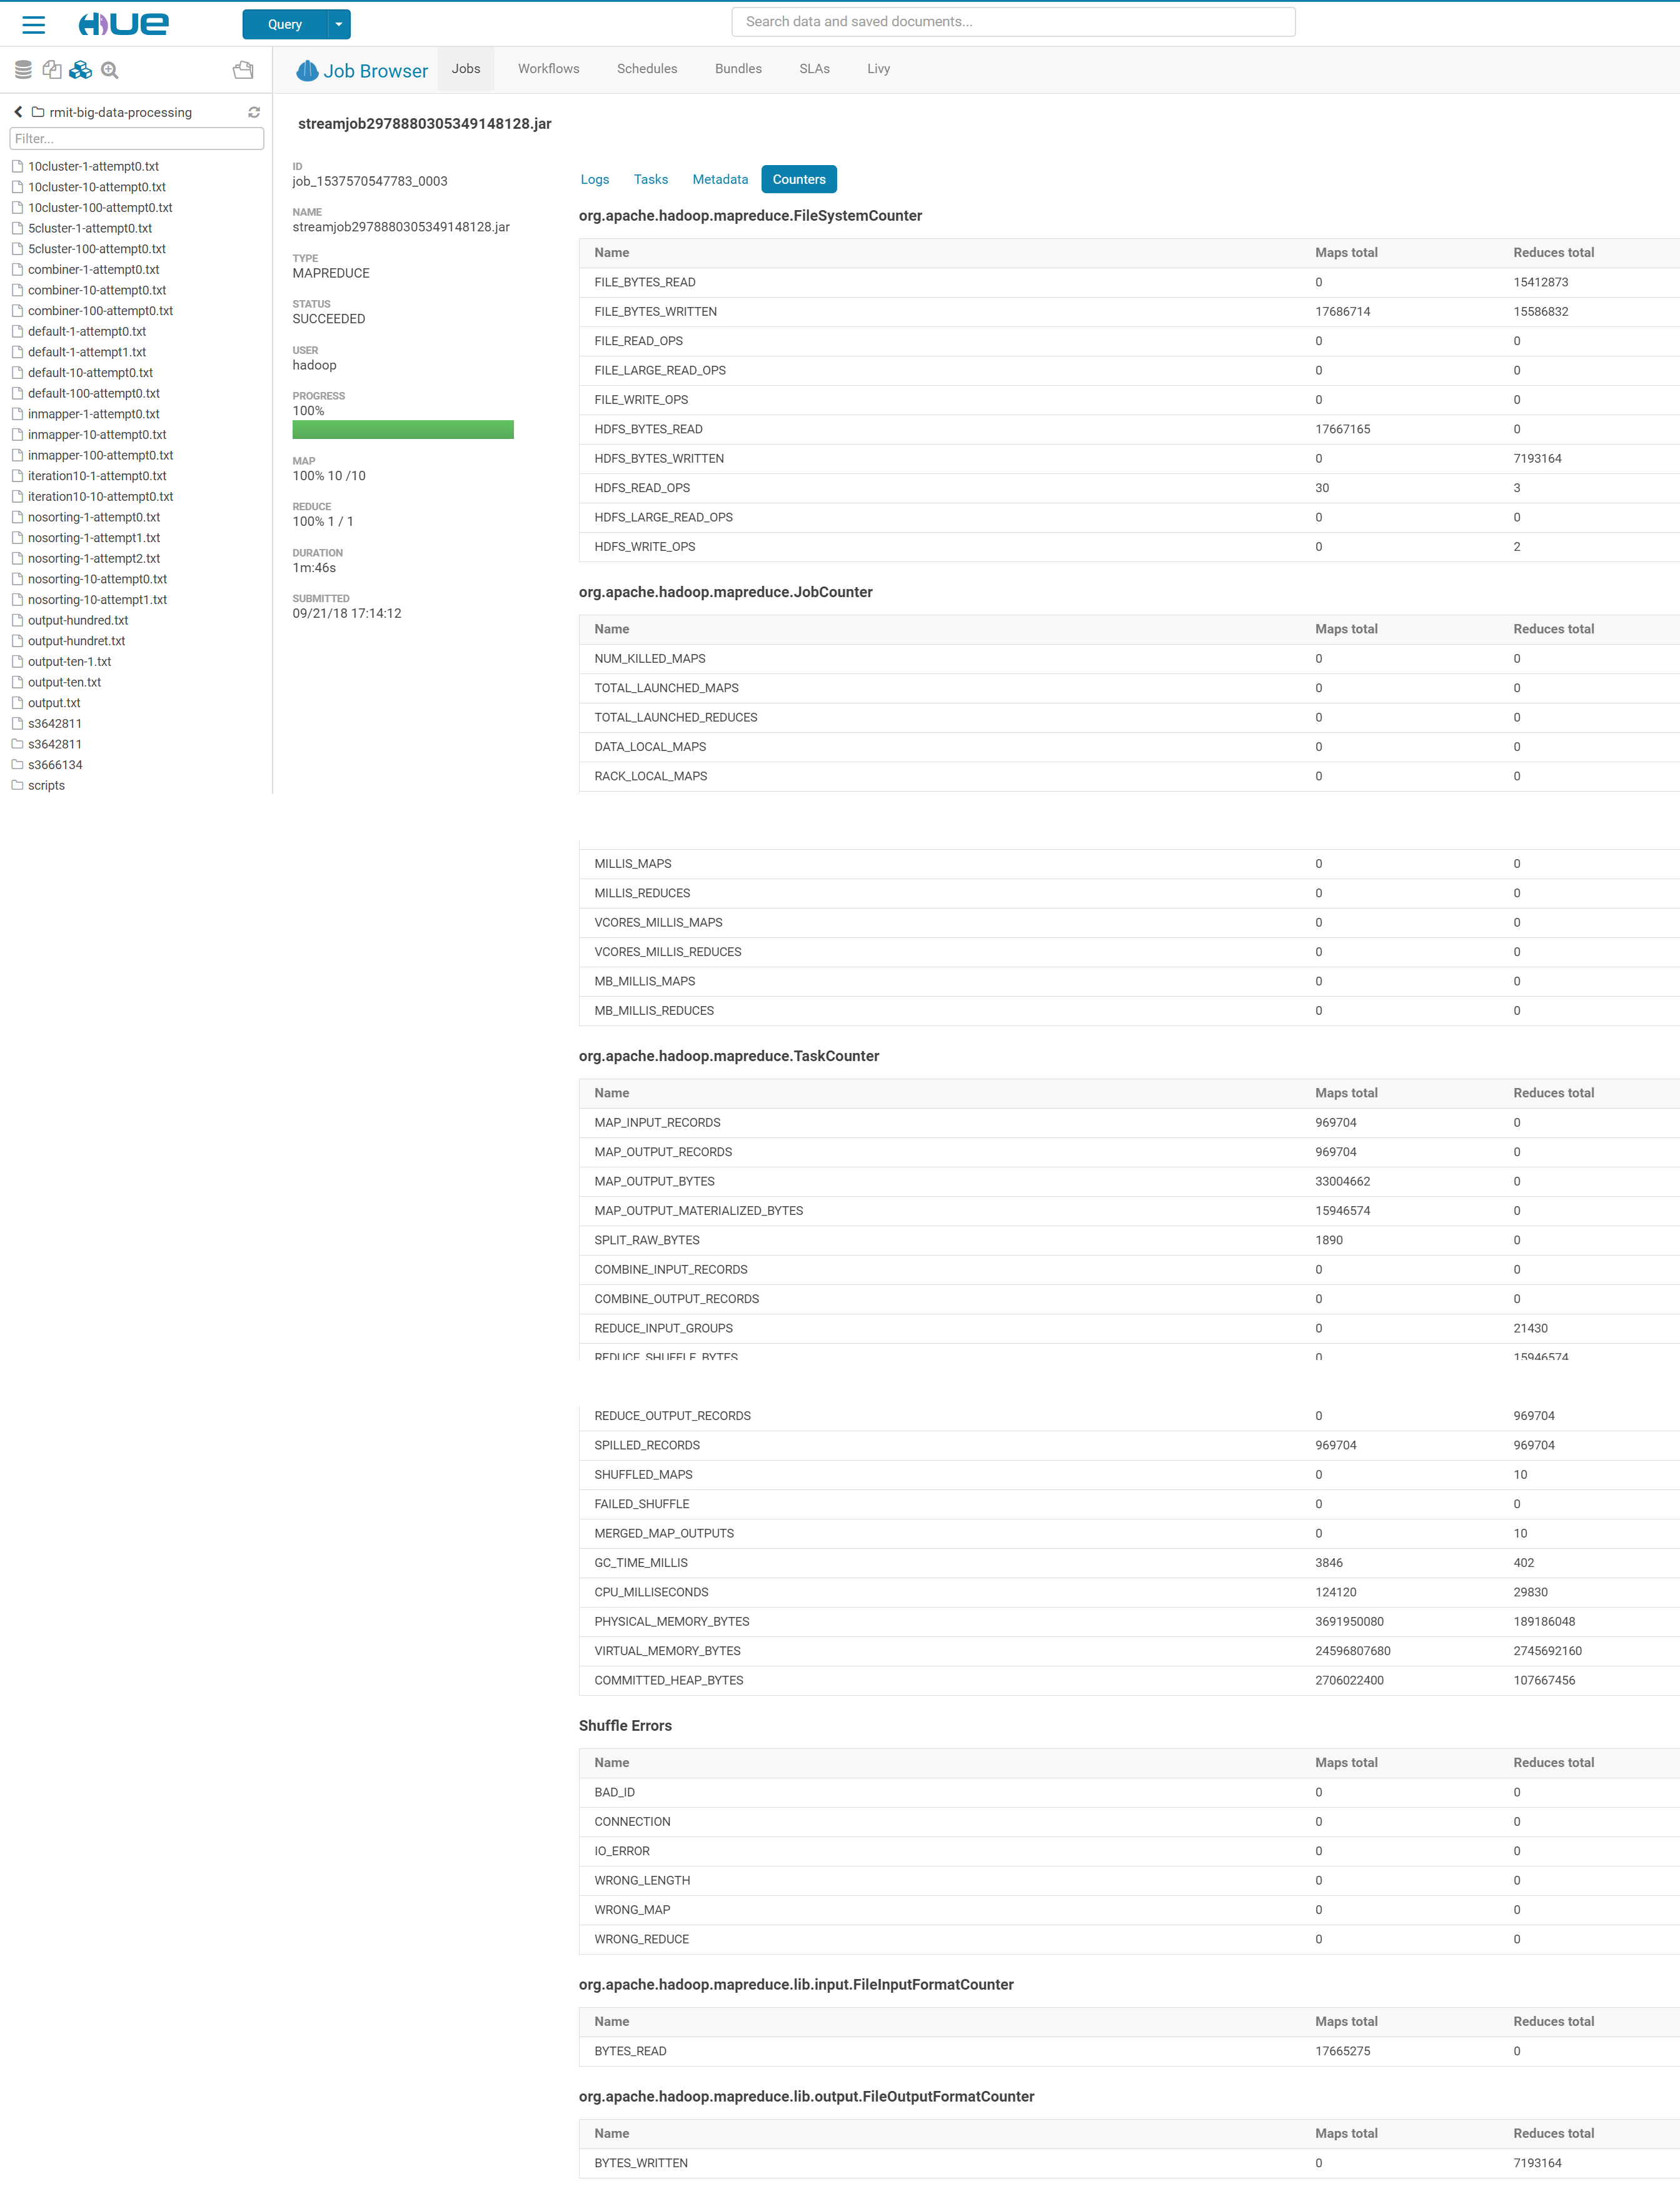 HUE
Query
Search data and saved documents...
Job Browser Jobs Workflows Schedules Bundles SLAs Livy
rmit-big-data-processing
Filter...
10cluster-1-attempt0.txt
10cluster-10-attempt0.txt
10cluster-100-attempt0.txt
5cluster-1-attempt0.txt
5cluster-100-attempt0.txt
combiner-1-attempt0.txt
combiner-10-attempt0.txt
combiner-100-attempt0.txt
default-1-attempt0.txt
default-1-attempt1.txt
default-10-attempt0.txt
default-100-attempt0.txt
inmapper-1-attempt0.txt
inmapper-10-attempt0.txt
inmapper-100-attempt0.txt
iteration10-1-attempt0.txt
iteration10-10-attempt0.txt
nosorting-1-attempt0.txt
nosorting-1-attempt1.txt
nosorting-1-attempt2.txt
nosorting-10-attempt0.txt
nosorting-10-attempt1.txt
output-hundred.txt
output-hundret.txt
output-ten-1.txt
output-ten.txt
output.txt
s3642811
s3642811
s3666134
scripts
streamjob2978880305349148128.jar
ID
job_1537570547783_0003
NAME
streamjob2978880305349148128.jar
TYPE
MAPREDUCE
STATUS
SUCCEEDED
USER
hadoop
PROGRESS
100%
MAP
100% 10 /10
REDUCE
100% 1 / 1
DURATION
1m:46s
SUBMITTED
09/21/18 17:14:12
Logs Tasks Metadata Counters
org.apache.hadoop.mapreduce.FileSystemCounter
Name Maps total Reduces total
FILE_BYTES_READ 0 15412873
FILE_BYTES_WRITTEN 17686714 15586832
FILE_READ_OPS 0 0
FILE_LARGE_READ_OPS 0 0
FILE_WRITE_OPS 0 0
HDFS_BYTES_READ 17667165 0
HDFS_BYTES_WRITTEN 0 7193164
HDFS_READ_OPS 30 3
HDFS_LARGE_READ_OPS 0 0
HDFS_WRITE_OPS 0 2
org.apache.hadoop.mapreduce.JobCounter
Name Maps total Reduces total
NUM_KILLED_MAPS 0 0
TOTAL_LAUNCHED_MAPS 0 0
TOTAL_LAUNCHED_REDUCES 0 0
DATA_LOCAL_MAPS 0 0
RACK_LOCAL_MAPS 0 0
MILLIS_MAPS 0 0
MILLIS_REDUCES 0 0
VCORES_MILLIS_MAPS 0 0
VCORES_MILLIS_REDUCES 0 0
MB_MILLIS_MAPS 0 0
MB_MILLIS_REDUCES 0 0
org.apache.hadoop.mapreduce.TaskCounter
Name Maps total Reduces total
MAP_INPUT_RECORDS 969704 0
MAP_OUTPUT_RECORDS 969704 0
MAP_OUTPUT_BYTES 33004662 0
MAP_OUTPUT_MATERIALIZED_BYTES 15946574 0
SPLIT_RAW_BYTES 1890 0
COMBINE_INPUT_RECORDS 0 0
COMBINE_OUTPUT_RECORDS 0 0
REDUCE_INPUT_GROUPS 0 21430
REDUCE_SHUFFLE_BYTES 0 15946574
REDUCE_OUTPUT_RECORDS 0 969704
SPILLED_RECORDS 969704 969704
SHUFFLED_MAPS 0 10
FAILED_SHUFFLE 0 0
MERGED_MAP_OUTPUTS 0 10
GC_TIME_MILLIS 3846 402
CPU_MILLISECONDS 124120 29830
PHYSICAL_MEMORY_BYTES 3691950080 189186048
VIRTUAL_MEMORY_BYTES 24596807680 2745692160
COMMITTED_HEAP_BYTES 2706022400 107667456
Shuffle Errors
Name Maps total Reduces total
BAD_ID 0 0
CONNECTION 0 0
IO_ERROR 0 0
WRONG_LENGTH 0 0
WRONG_MAP 0 0
WRONG_REDUCE 0 0
org.apache.hadoop.mapreduce.lib.input.FileInputFormatCounter
Name Maps total Reduces total
BYTES_READ 17665275 0
org.apache.hadoop.mapreduce.lib.output.FileOutputFormatCounter
Name Maps total Reduces total
BYTES_WRITTEN 0 7193164